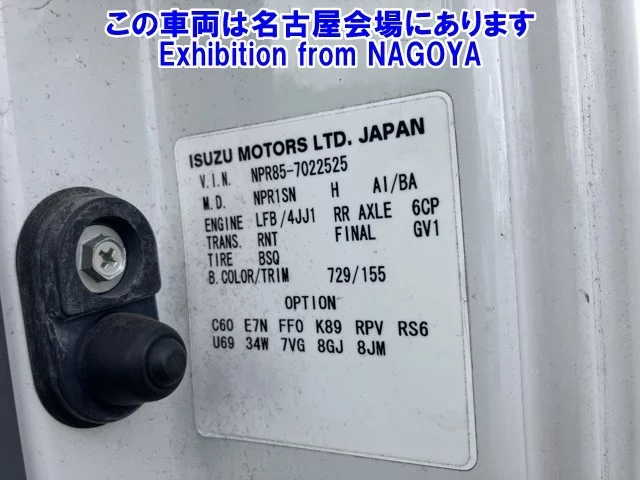 この車両は名古屋会場にあります
Exhibition from NAGOYA
ISUZU MOTORS LTD. JAPAN
V.I.N. NPR85-7022525
M.D. NPR1SN H AI/BA
ENGINE LFB/4JJ1 RR AXLE 6CP
TRANS. RNT FINAL GV1
TIRE BSQ
B.COLOR/TRIM 729/155
OPTION
C60 E7N FF0 K89 RPV RS6
U69 34W 7VG 8GJ 8JM